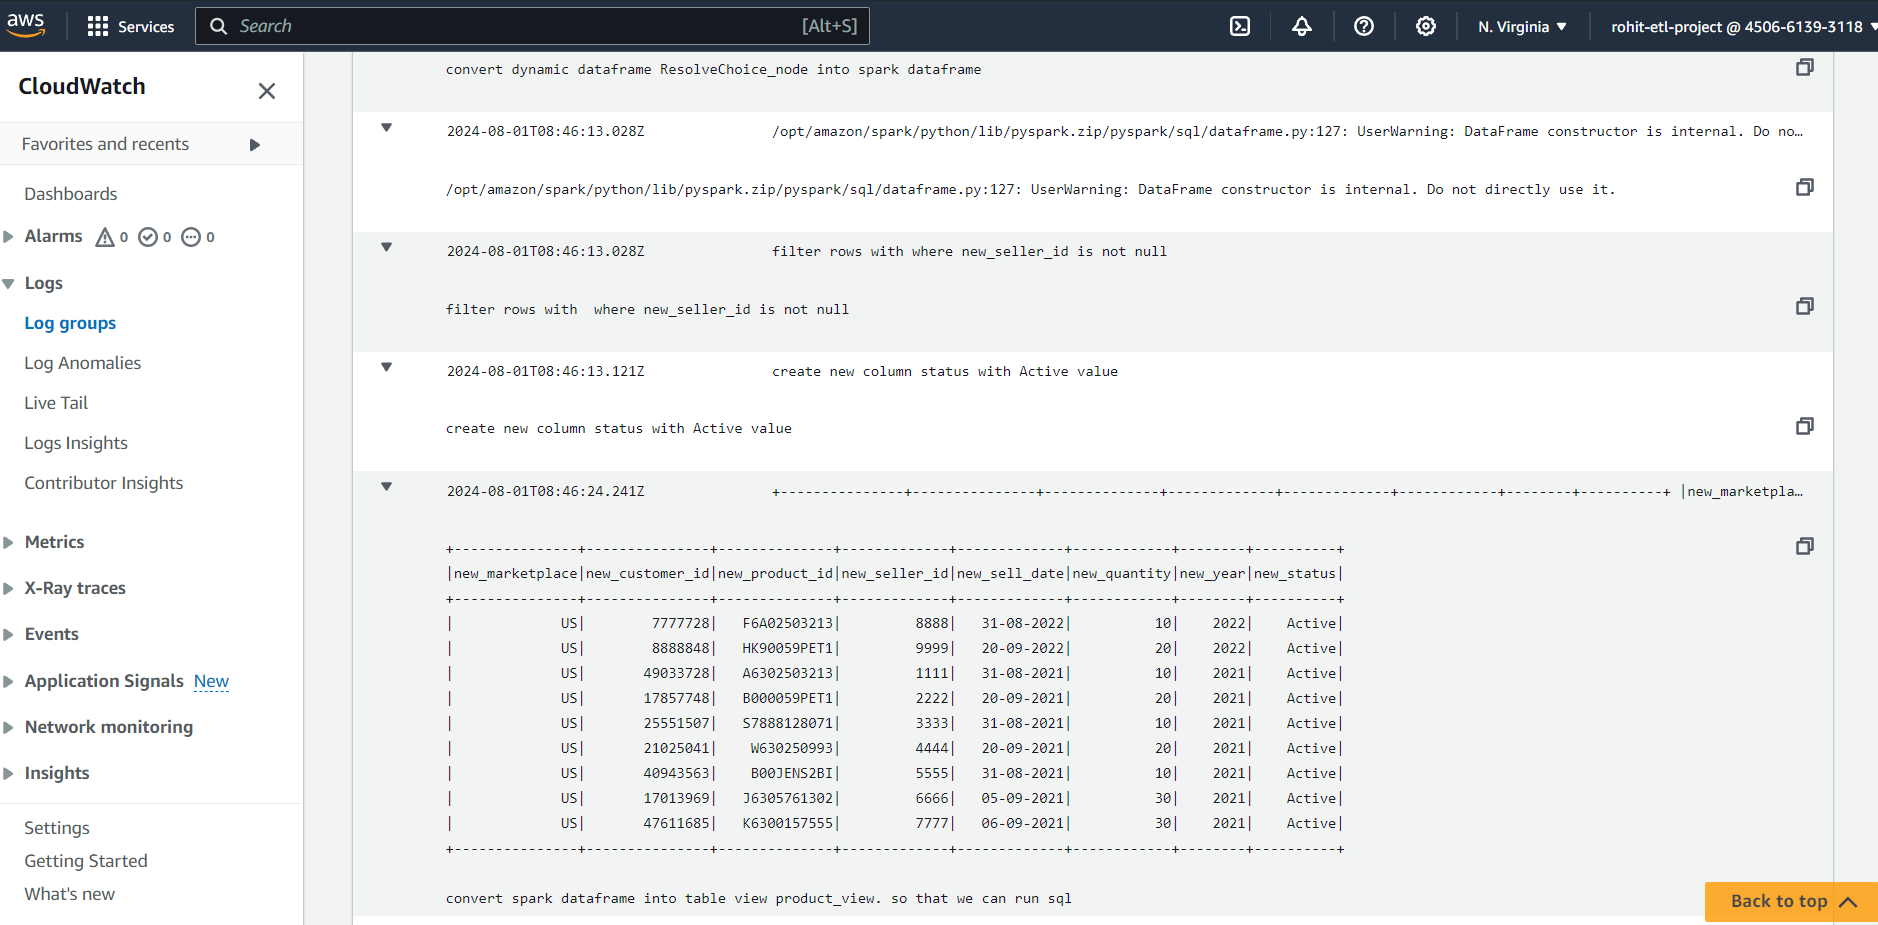 aws
Services
Search
[Alt+S]
N. Virginia
rohit-etl-project @ 4506-6139-3118
CloudWatch
Favorites and recents
Dashboards
Alarms 0 0 0
Logs
Log groups
Log Anomalies
Live Tail
Logs Insights
Contributor Insights
Metrics
X-Ray traces
Events
Application Signals New
Network monitoring
Insights
Settings
Getting Started
What's new
convert dynamic dataframe ResolveChoice_node into spark dataframe
2024-08-01T08:46:13.028Z /opt/amazon/spark/python/lib/pyspark.zip/pyspark/sql/dataframe.py:127: UserWarning: DataFrame constructor is internal. Do no…
/opt/amazon/spark/python/lib/pyspark.zip/pyspark/sql/dataframe.py:127: UserWarning: DataFrame constructor is internal. Do not directly use it.
2024-08-01T08:46:13.028Z filter rows with where new_seller_id is not null
filter rows with  where new_seller_id is not null
2024-08-01T08:46:13.121Z create new column status with Active value
create new column status with Active value
2024-08-01T08:46:24.241Z +---------------+---------------+--------------+-------------+-------------+------------+--------+----------+ |new_marketpla…
+---------------+---------------+--------------+-------------+-------------+------------+--------+----------+
|new_marketplace|new_customer_id|new_product_id|new_seller_id|new_sell_date|new_quantity|new_year|new_status|
+---------------+---------------+--------------+-------------+-------------+------------+--------+----------+
|             US|        7777728|   F6A02503213|         8888|   31-08-2022|          10|    2022|    Active|
|             US|        8888848|   HK90059PET1|         9999|   20-09-2022|          20|    2022|    Active|
|             US|       49033728|   A6302503213|         1111|   31-08-2021|          10|    2021|    Active|
|             US|       17857748|   B000059PET1|         2222|   20-09-2021|          20|    2021|    Active|
|             US|       25551507|   S7888128071|         3333|   31-08-2021|          10|    2021|    Active|
|             US|       21025041|    W630250993|         4444|   20-09-2021|          20|    2021|    Active|
|             US|       40943563|    B00JENS2BI|         5555|   31-08-2021|          10|    2021|    Active|
|             US|       17013969|   J6305761302|         6666|   05-09-2021|          30|    2021|    Active|
|             US|       47611685|   K6300157555|         7777|   06-09-2021|          30|    2021|    Active|
+---------------+---------------+--------------+-------------+-------------+------------+--------+----------+
convert spark dataframe into table view product_view. so that we can run sql
Back to top